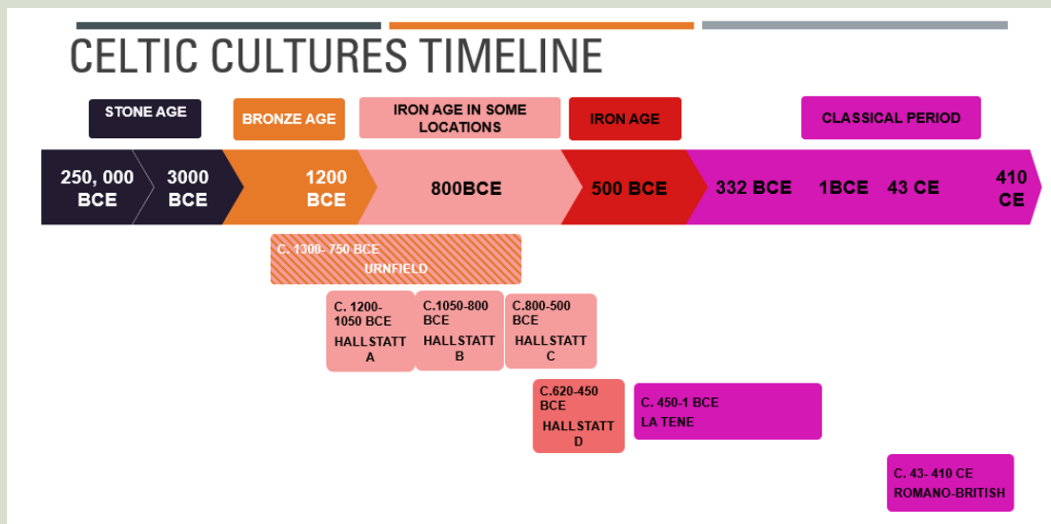 CELTIC CULTURES TIMELINE
STONE AGE
BRONZE AGE
IRON AGE IN SOME
LOCATIONS
IRON AGE
CLASSICAL PERIOD
250, 000
BCE
3000
BCE
1200
BCE
800BCE
500 BCE
332 BCE
1BCE
43 CE
410
CE
C. 1300- 750 BCE
URNFIELD
C. 1200-
1050 BCE
HALLSTATT
A
C.1050-800
BCE
HALLSTATT
B
C.800-500
BCE
HALLSTATT
C
C.620-450
BCE
HALLSTATT
D
C. 450-1 BCE
LA TENE
C. 43- 410 CE
ROMANO-BRITISH